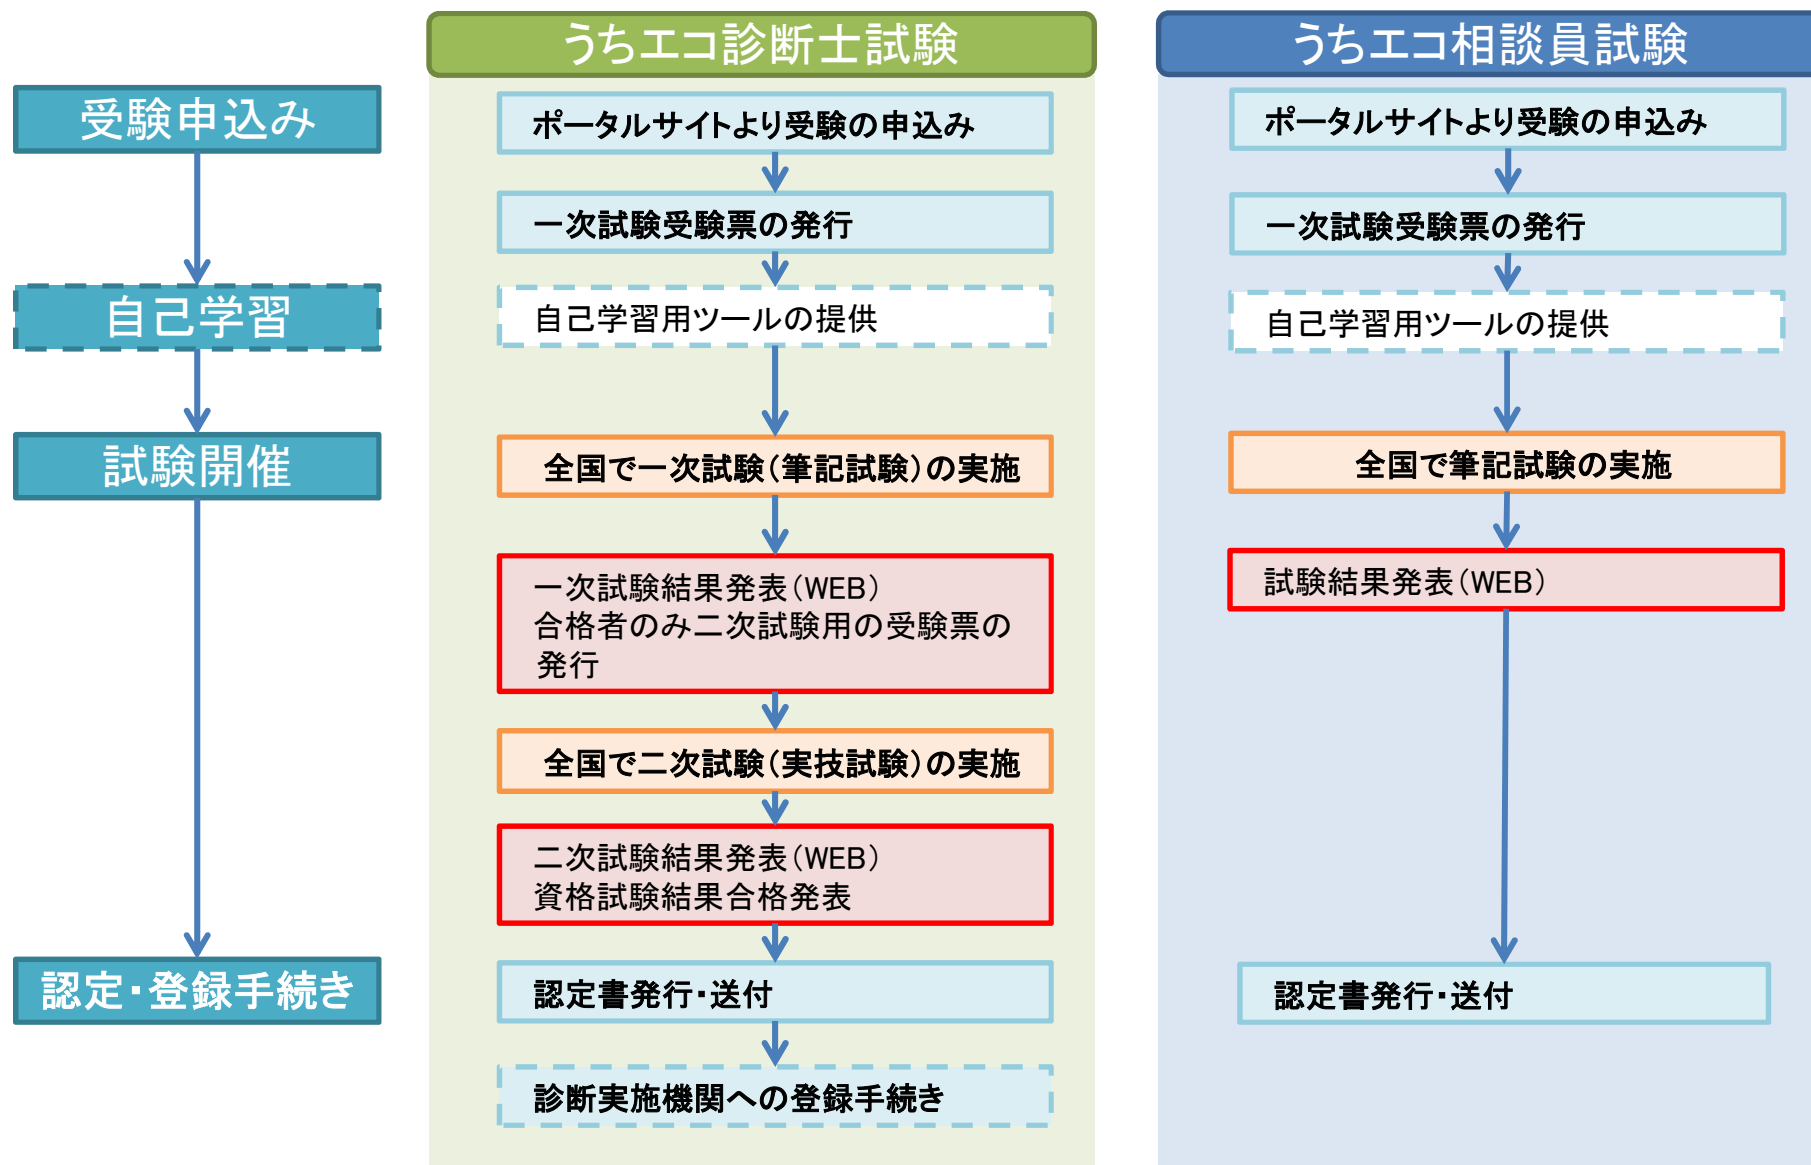 うちエコ診断士試験
うちエコ相談員試験
受験申込み
自己学習
試験開催
認定・登録手続き
ポータルサイトより受験の申込み
一次試験受験票の発行
自己学習用ツールの提供
全国で一次試験(筆記試験)の実施
一次試験結果発表(WEB)
合格者のみ二次試験用の受験票の
発行
全国で二次試験(実技試験)の実施
二次試験結果発表(WEB)
資格試験結果合格発表
認定書発行・送付
診断実施機関への登録手続き
ポータルサイトより受験の申込み
一次試験受験票の発行
自己学習用ツールの提供
全国で筆記試験の実施
試験結果発表(WEB)
認定書発行・送付